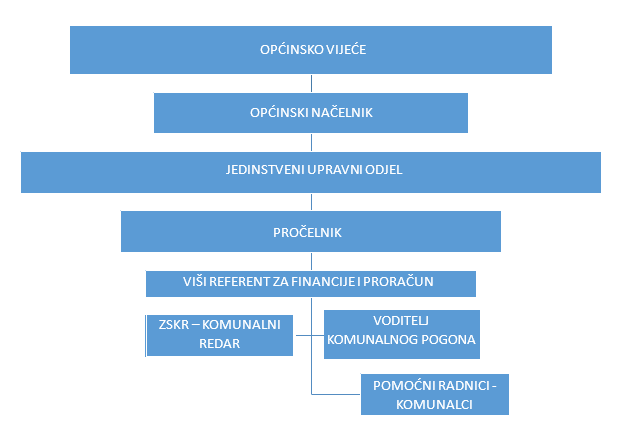 OPĆINSKO VIJEĆE
OPĆINSKI NAČELNIK
JEDINSTVENI UPRAVNI ODJEL
PROČELNIK
VIŠI REFERENT ZA FINANCIJE I PRORAČUN
ZSKR – KOMUNALNI
REDAR
VODITELJ
KOMUNALNOG POGONA
POMOĆNI RADNICI -
KOMUNALCI